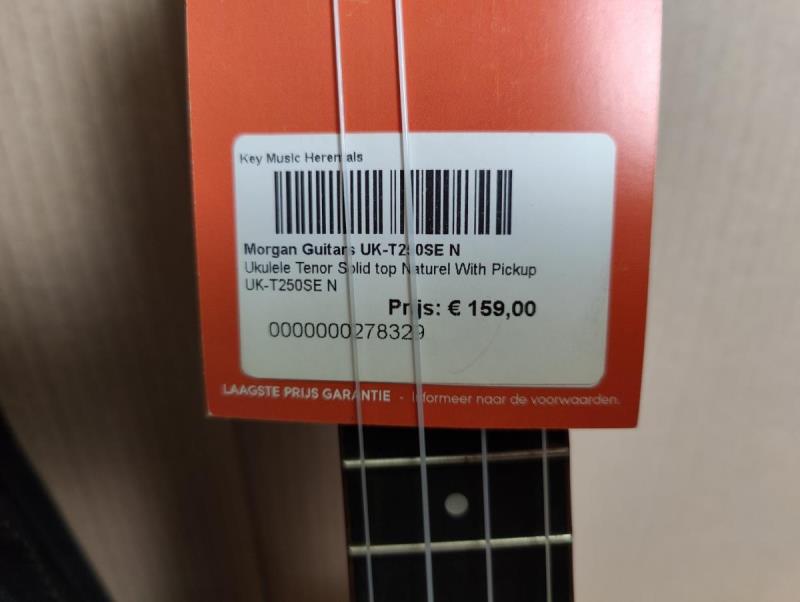 Key Music Herentals
Morgan Guitars UK-T250SE N
Ukulele Tenor Solid top Naturel With Pickup
UK-T250SE N
Prijs: € 159,00
0000000278329
LAAGSTE PRIJS GARANTIE - Informeer naar de voorwaarden.